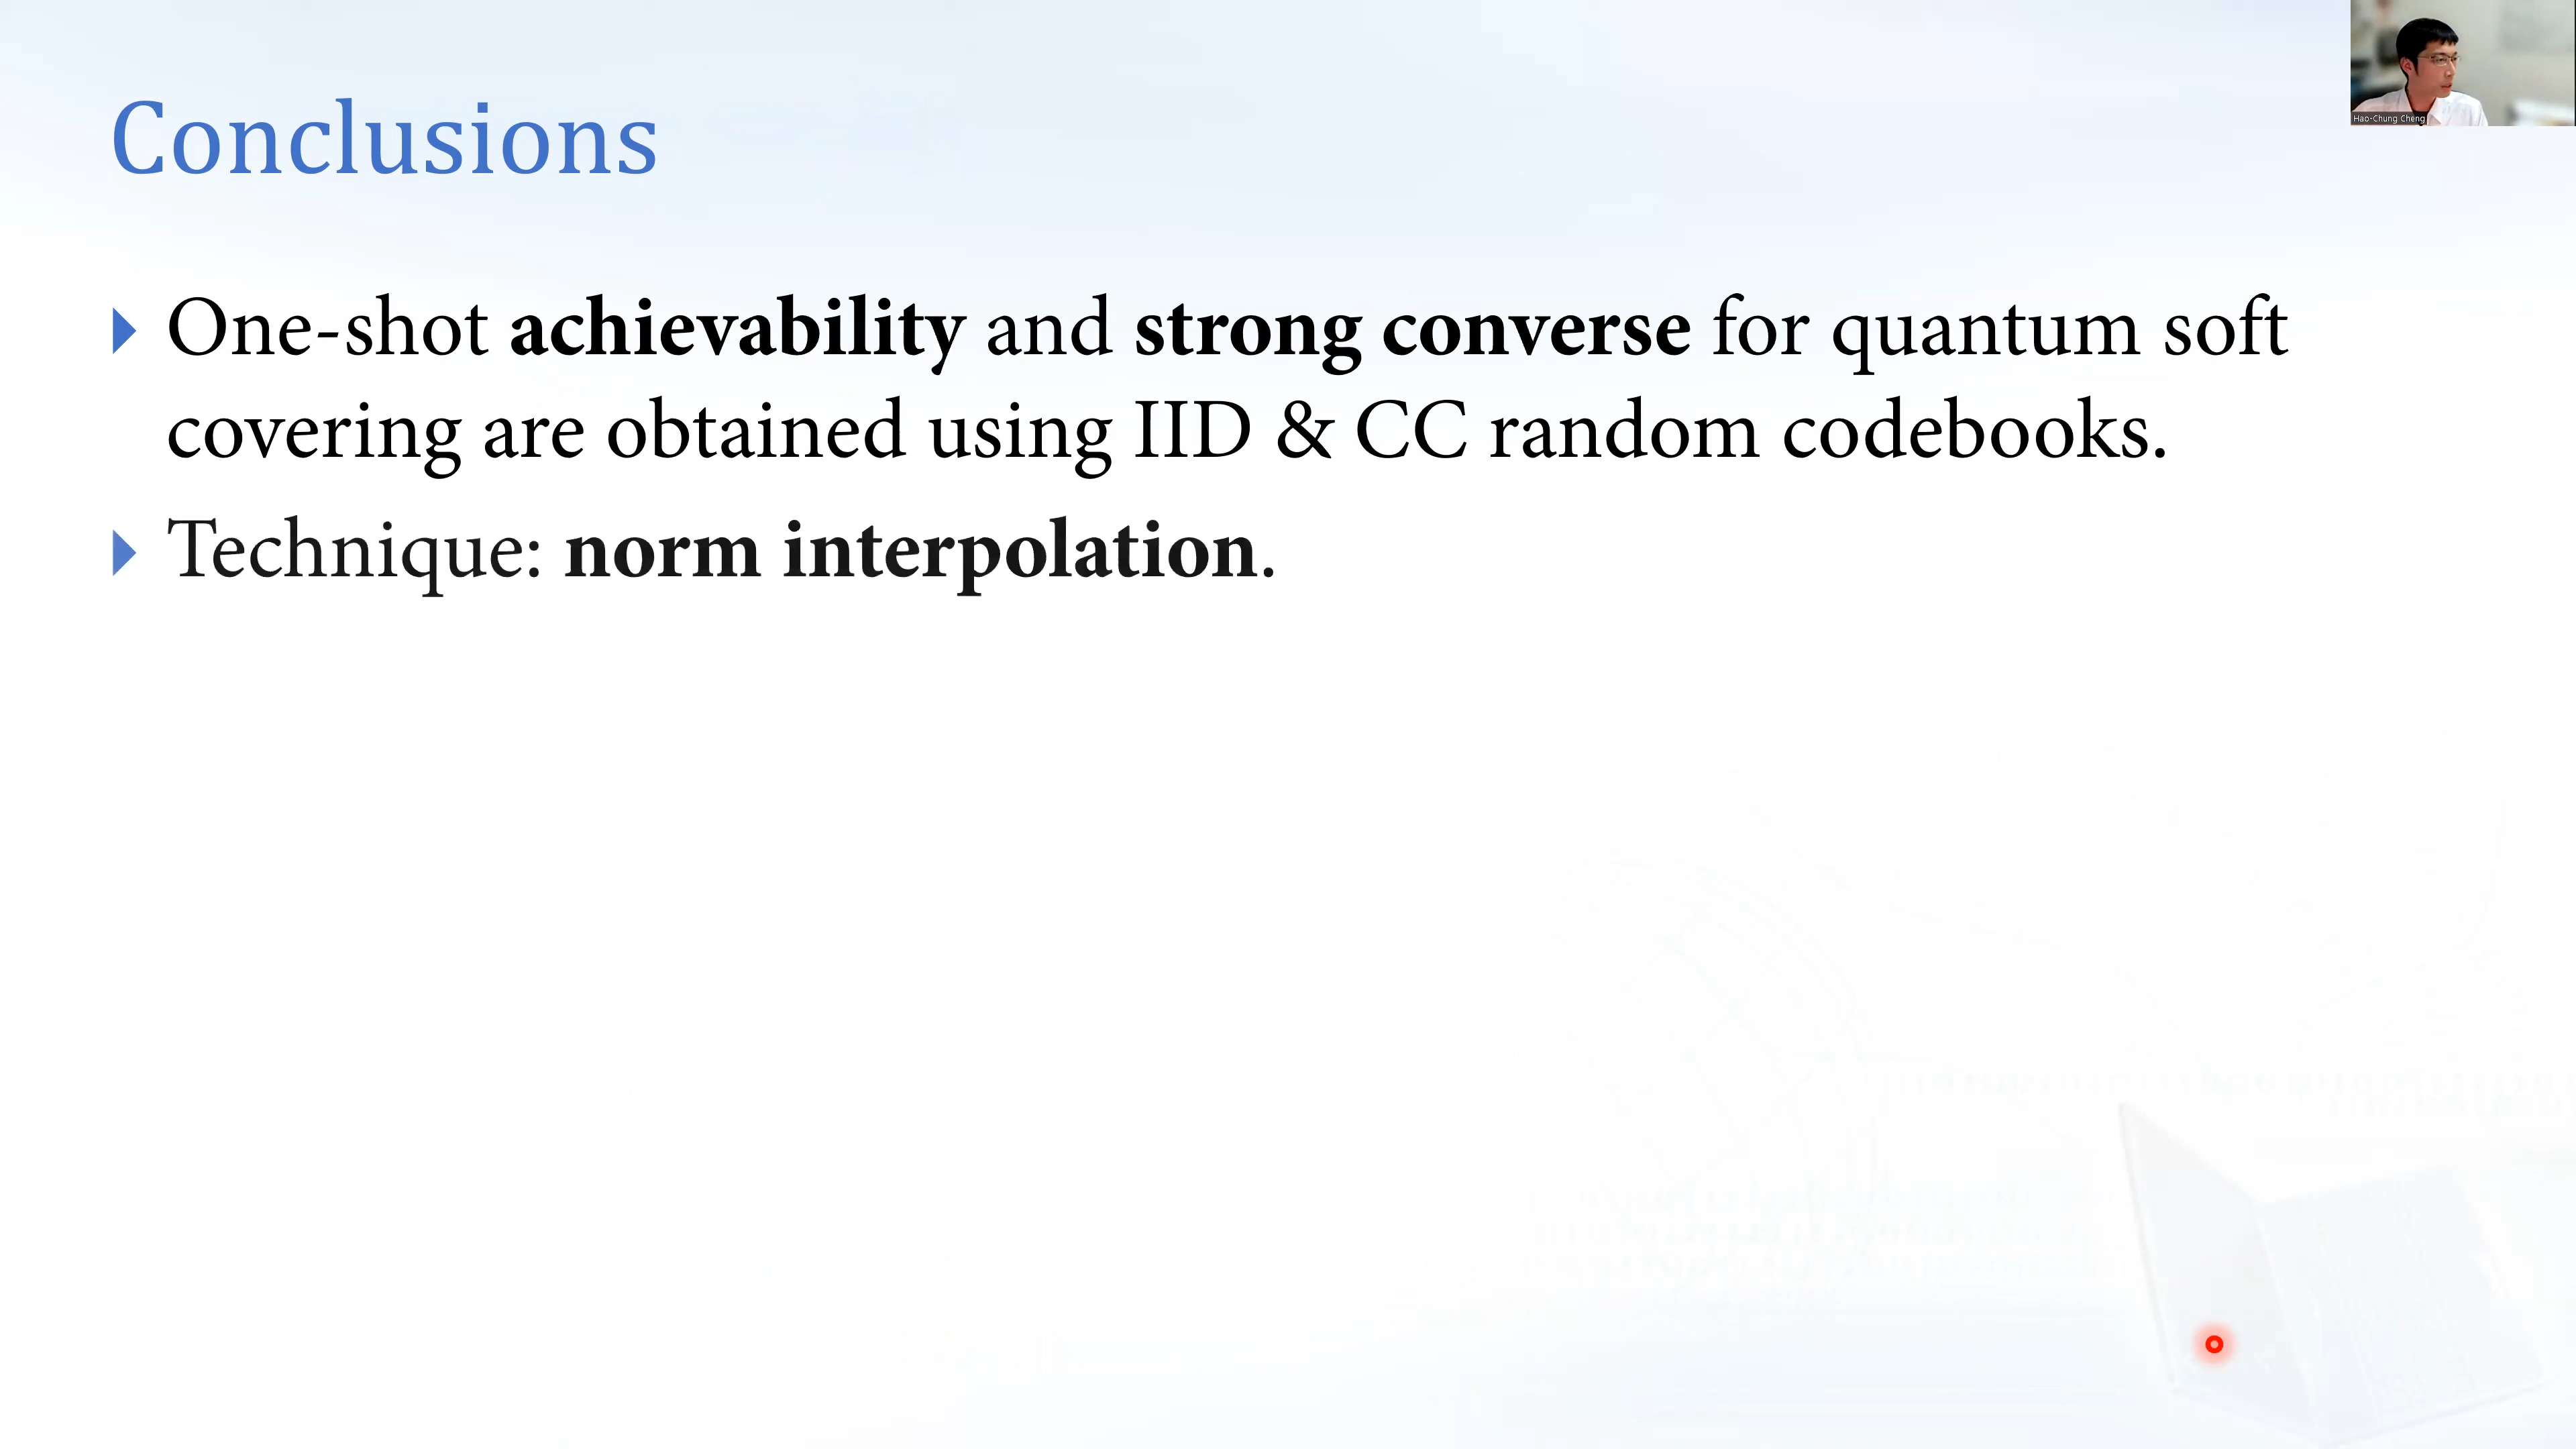 Hao-Chung Cheng
Conclusions
One-shot achievability and strong converse for quantum soft
covering are obtained using IID & CC random codebooks.
Technique: norm interpolation.